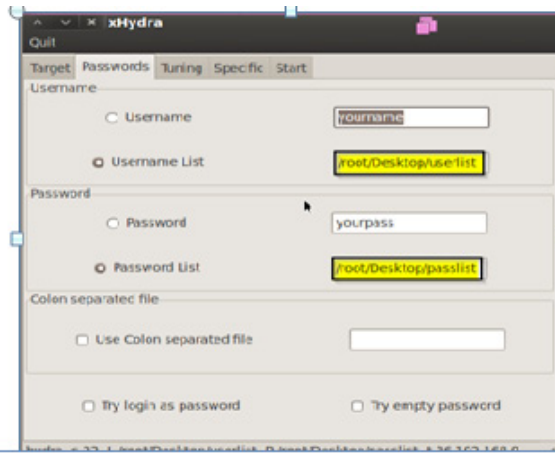 xHydra
Quit
Target Passwords Tuning Specific Start
Username
Username yourname
Username List /root/Desktop/userlist
Password
Password yourpass
Password List /root/Desktop/passlist
Colon separated file
Use Colon separated file
Try login as password Try empty password